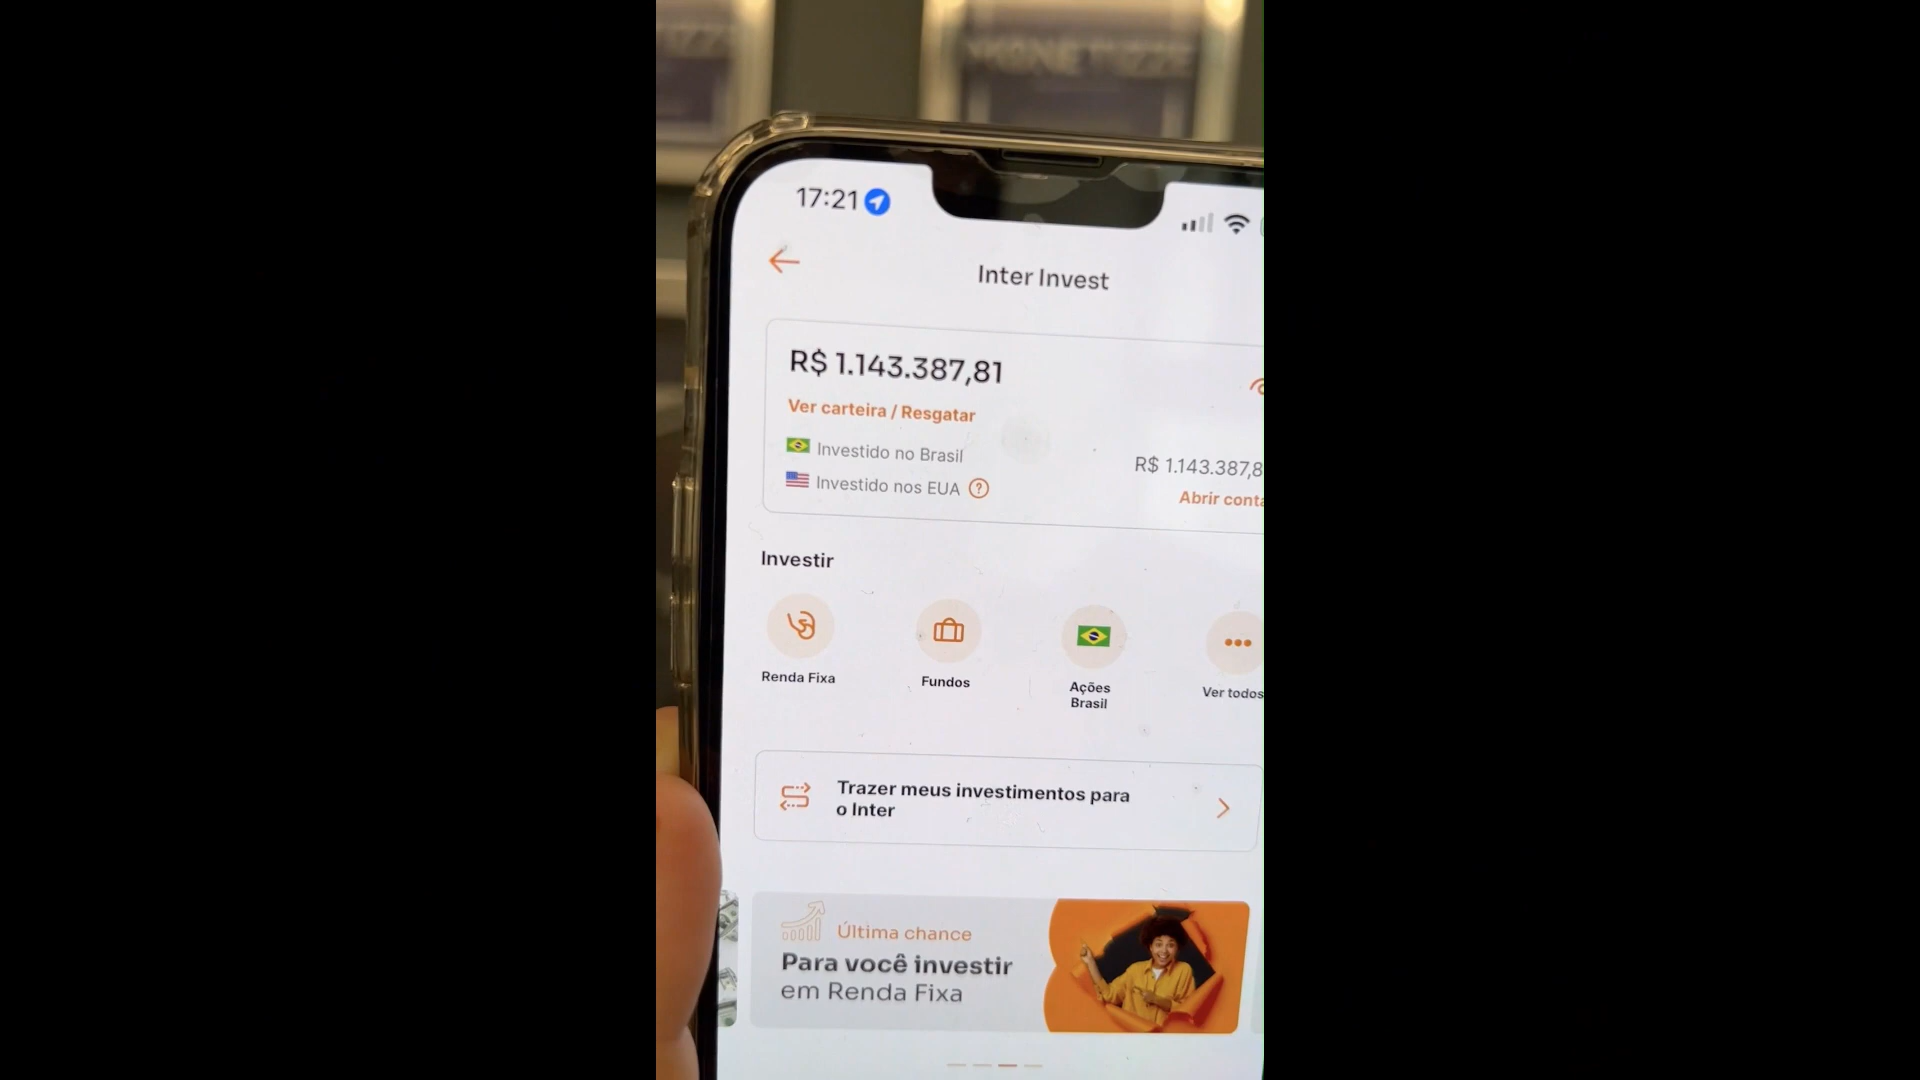 MONETIZZE
17:21
Inter Invest
R$ 1.143.387,81
Ver carteira / Resgatar
Investido no Brasil
R$ 1.143.387,8
Investido nos EUA ?
Abrir conta
Investir
Renda Fixa
Fundos
Ações
Brasil
Ver todos
Trazer meus investimentos para
o Inter
Última chance
Para você investir
em Renda Fixa